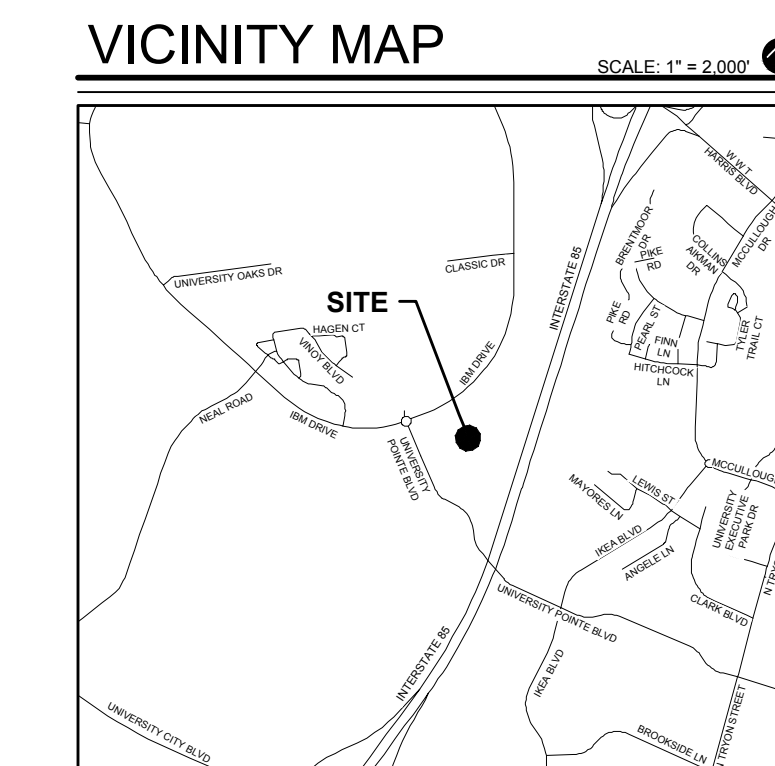 VICINITY MAP
SCALE: 1" = 2,000'
W W T
HARRIS BLVD
MCCULLOUGH
DR
BRENTMOOR
DR
PIKE
RD
COLLINS
AIKMAN
DR
UNIVERSITY OAKS DR
CLASSIC DR
INTERSTATE 85
SITE
HAGEN CT
VINOY BLVD
PIKE
RD
PEARL ST
FINN
LN
TYLER
TRAIL CT
HITCHCOCK
LN
IBM DRIVE
NEAL ROAD
IBM DRIVE
UNIVERSITY
POINTE BLVD
MCCULLOUG
LEWIS ST
MAYORES LN
UNIVERSITY
EXECUTIVE
PARK DR
IKEA BLVD
ANGELE LN
N TRY
CLARK BLVD
UNIVERSITY POINTE BLVD
INTERSTATE 85
IKEA BLVD
UNIVERSITY CITY BLVD
BROOKSIDE LN
N TRYON STREET